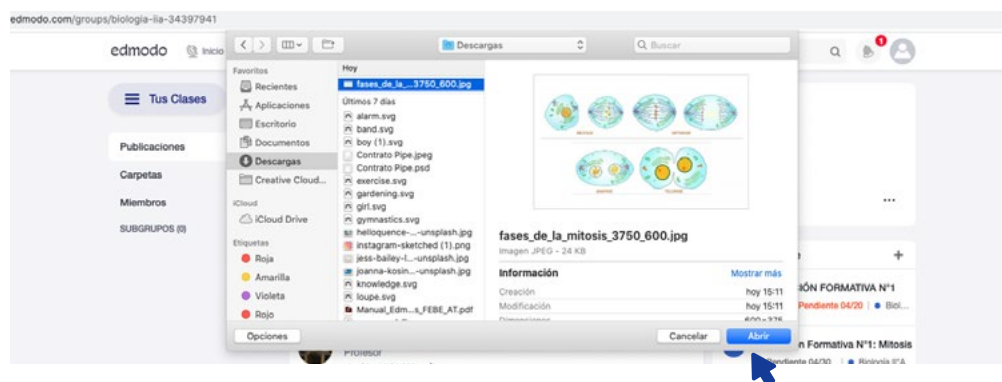 edmodo.com/groups/biologia-iia-34397941
edmodo
Inicio
Descargas
Buscar
1
Tus Clases
Publicaciones
Carpetas
Miembros
SUBGRUPOS (0)
Favoritos
Recientes
Aplicaciones
Escritorio
Documentos
Descargas
Creative Cloud...
iCloud
iCloud Drive
Etiquetas
Roja
Amarilla
Violeta
Rojo
Hoy
fases_de_la_...3750_600.jpg
Últimos 7 días
alarm.svg
band.svg
boy (1).svg
Contrato Pipe.jpeg
Contrato Pipe.psd
exercise.svg
gardening.svg
girl.svg
gymnastics.svg
helloquence-...-unsplash.jpg
instagram-sketched (1).png
jess-bailey-l...-unsplash.jpg
joanna-kosin...-unsplash.jpg
knowledge.svg
loupe.svg
Manual_Edm...s_FEBE_AT.pdf
fases_de_la_mitosis_3750_600.jpg
Imagen JPEG - 24 KB
Información
Mostrar más
Creación
hoy 15:11
Modificación
hoy 15:11
Dimensiones
600×375
Opciones
Cancelar
Abrir
...
+
IÓN FORMATIVA N°1
Pendiente 04/20 | Biol...
n Formativa N°1: Mitosis
Pendiente 04/30 | Biología II°A
Profesor